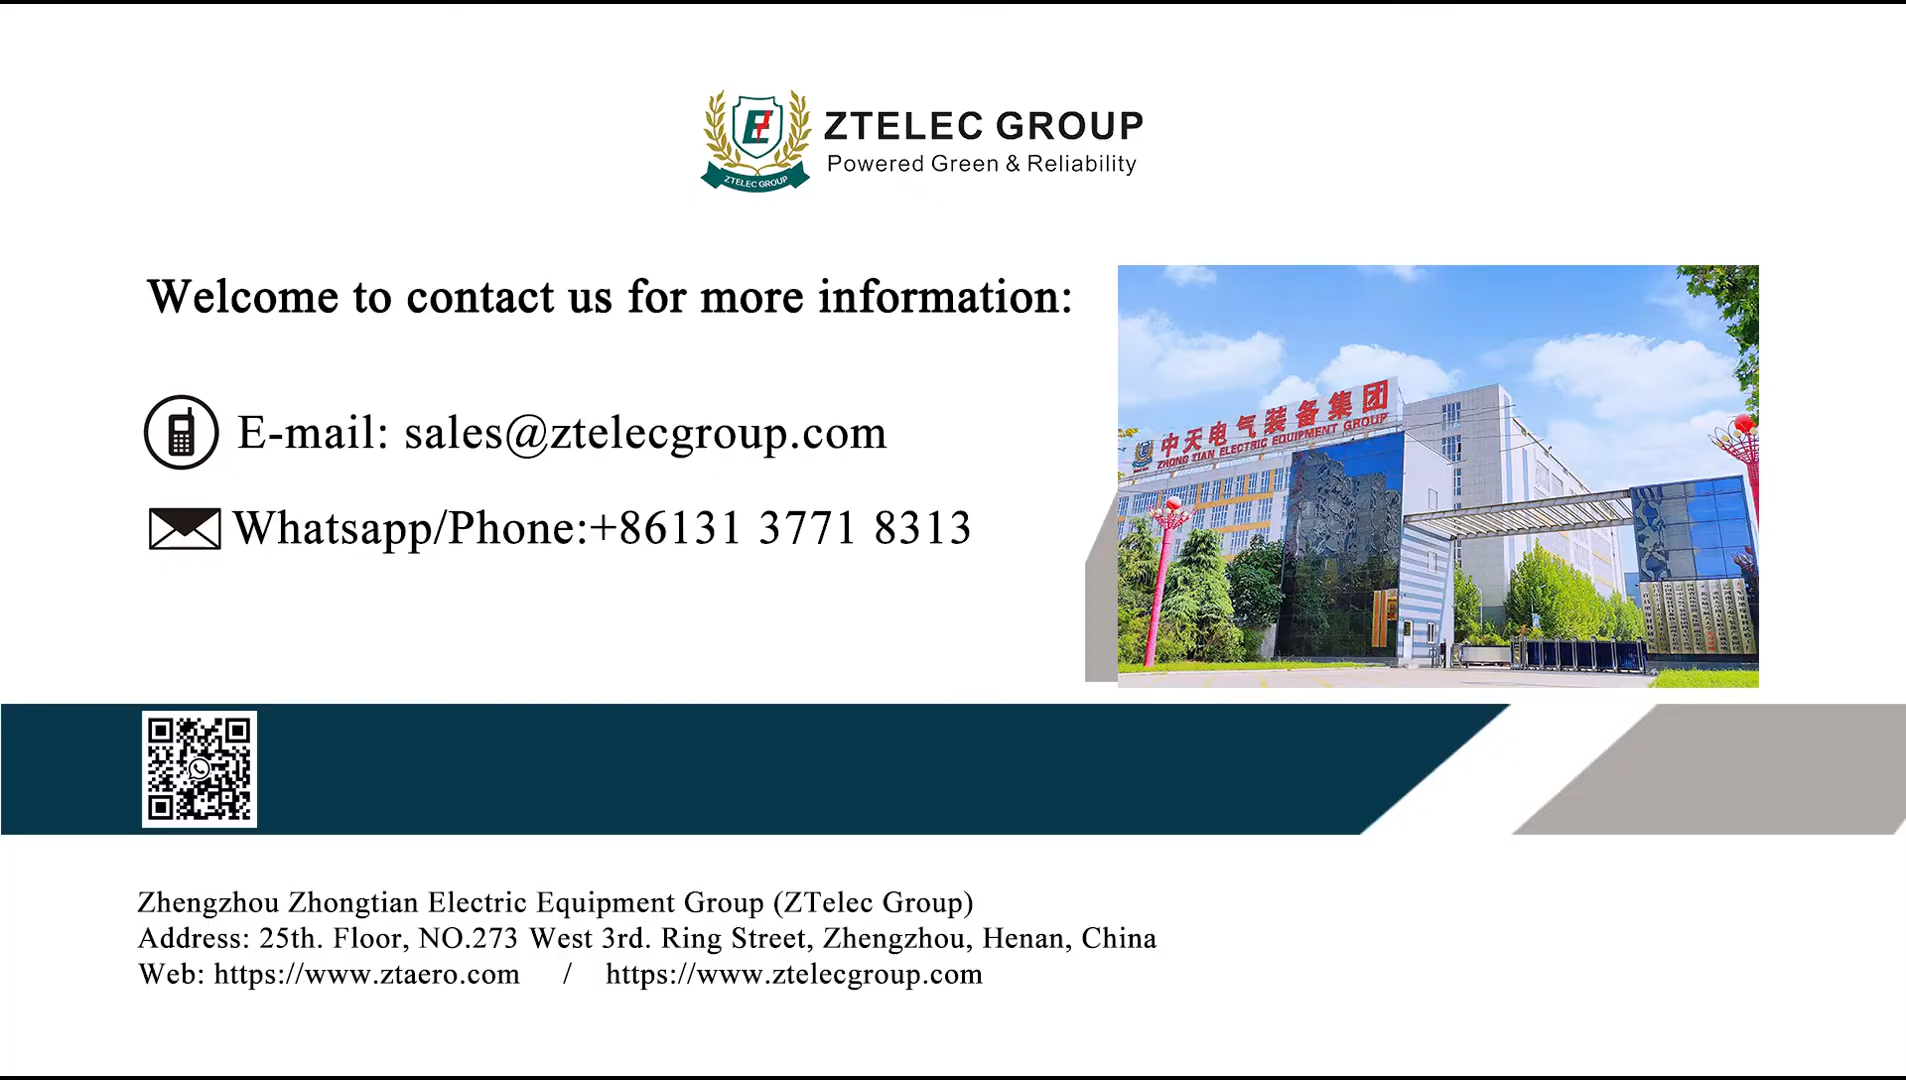 ZTELEC GROUP
Powered Green & Reliability
ZTELEC GROUP
Welcome to contact us for more information:
E-mail: sales@ztelecgroup.com
Whatsapp/Phone:+86131 3771 8313
中天电气装备集团
ZHONG TIAN ELECTRIC EQUIPMENT GROUP
Zhengzhou Zhongtian Electric Equipment Group (ZTelec Group)
Address: 25th. Floor, NO.273 West 3rd. Ring Street, Zhengzhou, Henan, China
Web: https://www.ztaero.com / https://www.ztelecgroup.com